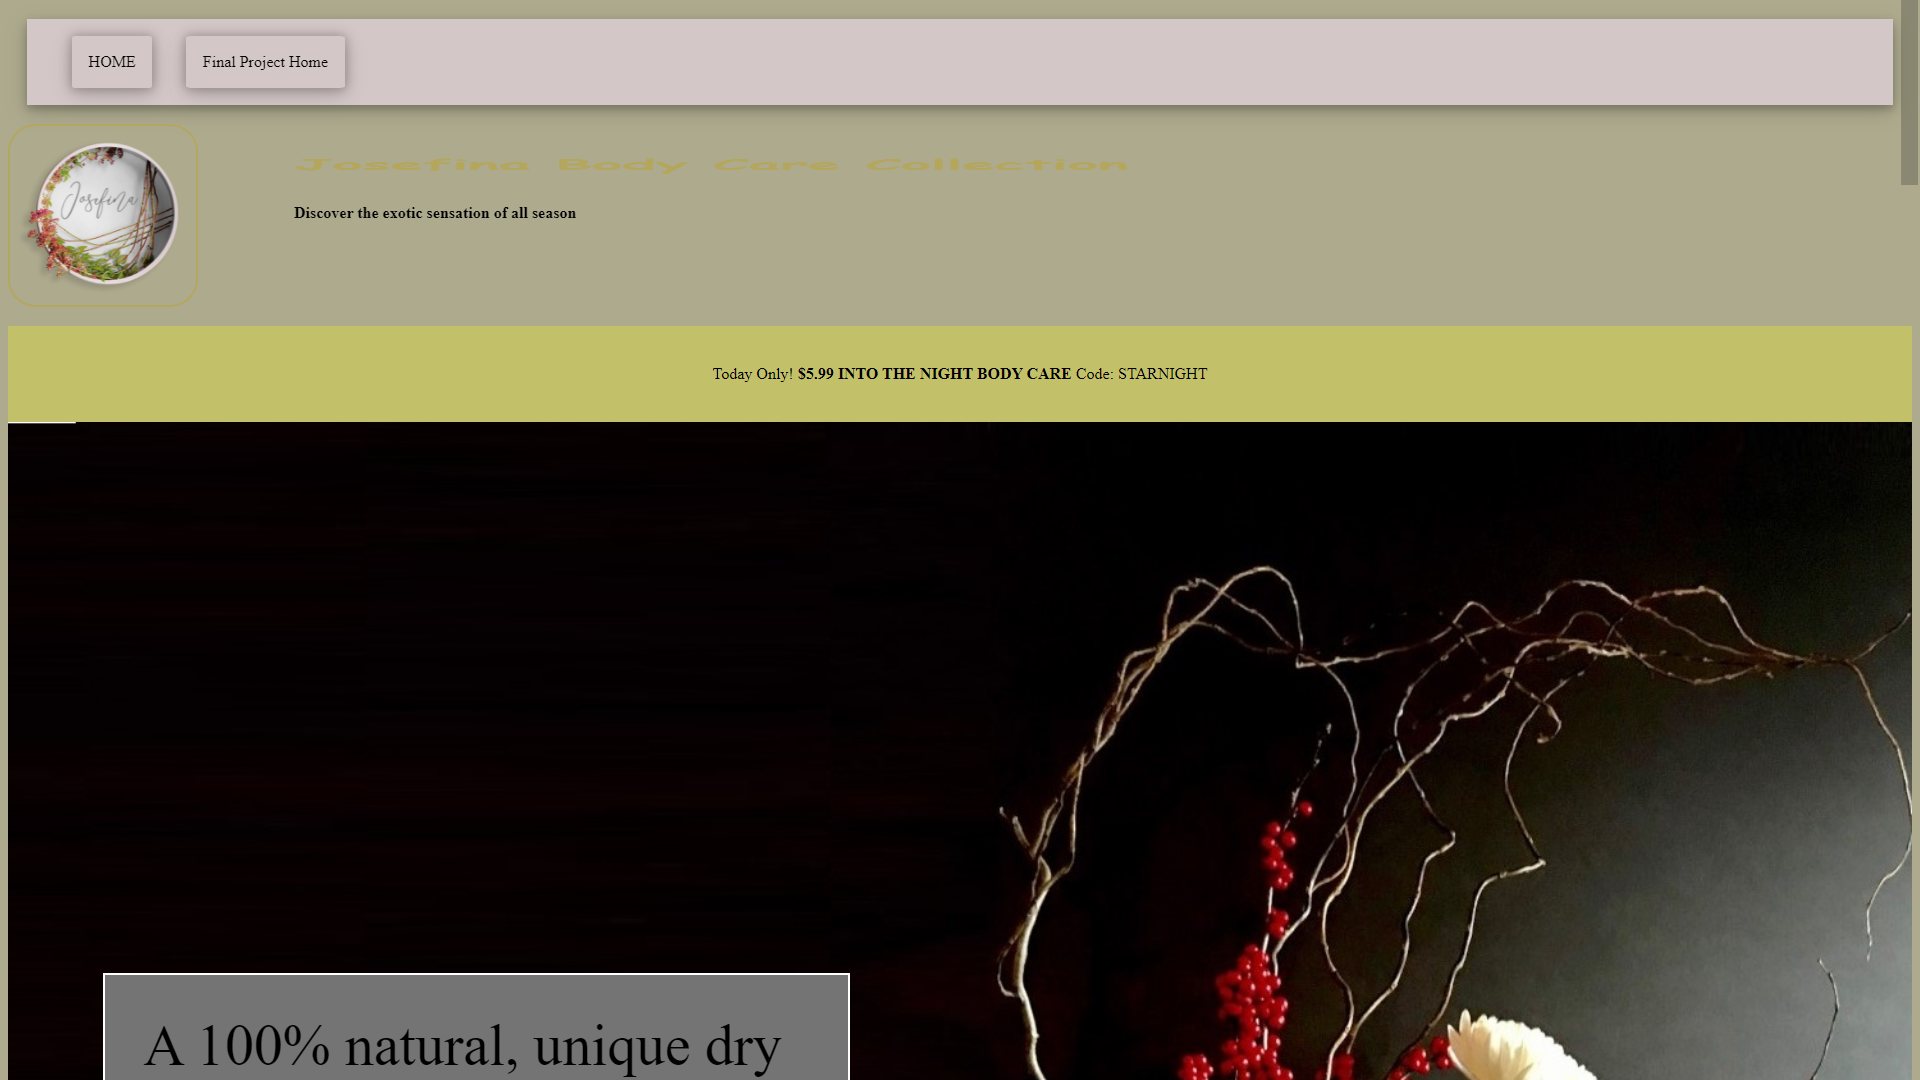 HOME
Final Project Home
Josefina
Josefina Body Care Collection
Discover the exotic sensation of all season
Today Only! $5.99 INTO THE NIGHT BODY CARE Code: STARNIGHT
A 100% natural, unique dry